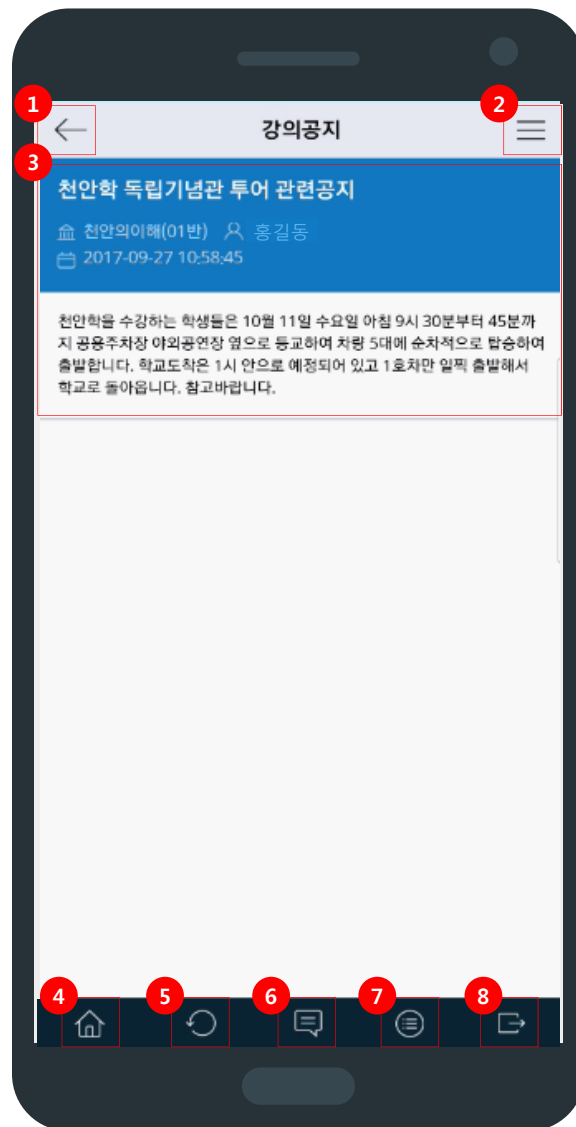 1
2
강의공지
3
천안학 독립기념관 투어 관련공지
천안의이해(01반) 홍길동
2017-09-27 10:58:45
천안학을 수강하는 학생들은 10월 11일 수요일 아침 9시 30분부터 45분까
지 공용주차장 야외공연장 옆으로 등교하여 차량 5대에 순차적으로 탑승하여
출발합니다. 학교도착은 1시 안으로 예정되어 있고 1호차만 일찍 출발해서
학교로 돌아옵니다. 참고바랍니다.
4 5 6 7 8